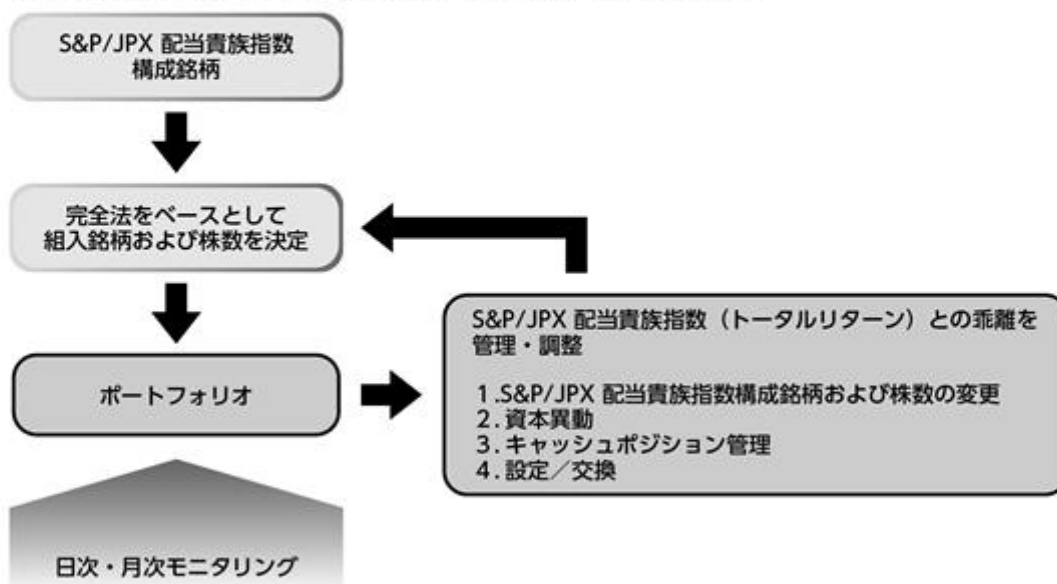 S&P/JPX 配当貴族指数
構成銘柄
完全法をベースとして
組入銘柄および株数を決定
ポートフォリオ
S&P/JPX 配当貴族指数（トータルリターン）との乖離を
管理・調整
1.S&P/JPX 配当貴族指数構成銘柄および株数の変更
2.資本異動
3.キャッシュポジション管理
4.設定／交換
日次・月次モニタリング